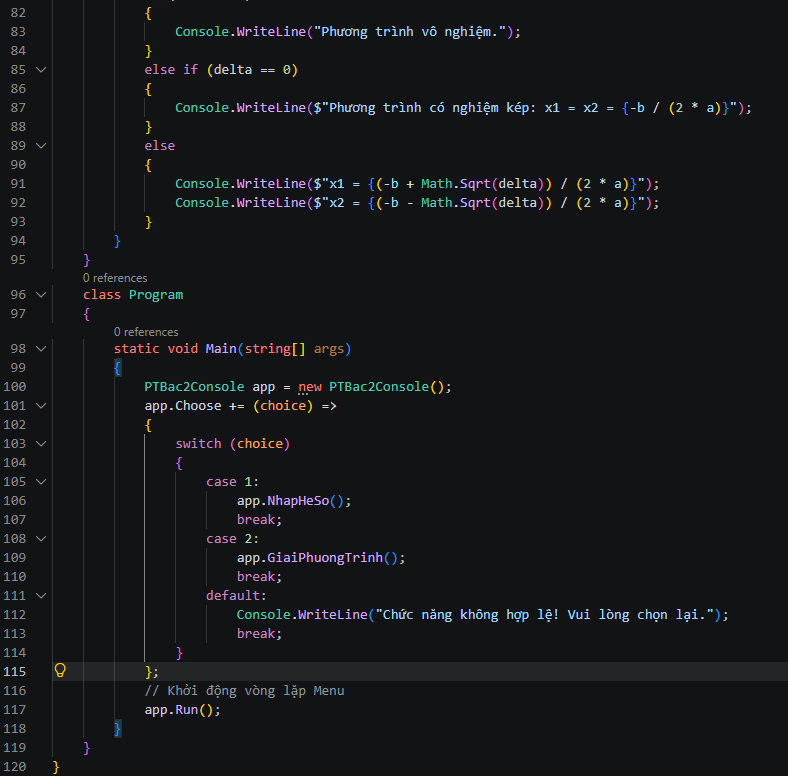 82 {
83 Console.WriteLine("Phương trình vô nghiệm.");
84 }
85 else if (delta == 0)
86 {
87 Console.WriteLine($"Phương trình có nghiệm kép: x1 = x2 = {-b / (2 * a)}");
88 }
89 else
90 {
91 Console.WriteLine($"x1 = {(-b + Math.Sqrt(delta)) / (2 * a)}");
92 Console.WriteLine($"x2 = {(-b - Math.Sqrt(delta)) / (2 * a)}");
93 }
94 }
95 }
0 references
96 class Program
97 {
0 references
98 static void Main(string[] args)
99 {
100 PTBac2Console app = new PTBac2Console();
101 app.Choose += (choice) =>
102 {
103 switch (choice)
104 {
105 case 1:
106 app.NhapHeSo();
107 break;
108 case 2:
109 app.GiaiPhuongTrinh();
110 break;
111 default:
112 Console.WriteLine("Chức năng không hợp lệ! Vui lòng chọn lại.");
113 break;
114 }
115 };
116 // Khởi động vòng lặp Menu
117 app.Run();
118 }
119 }
120 }